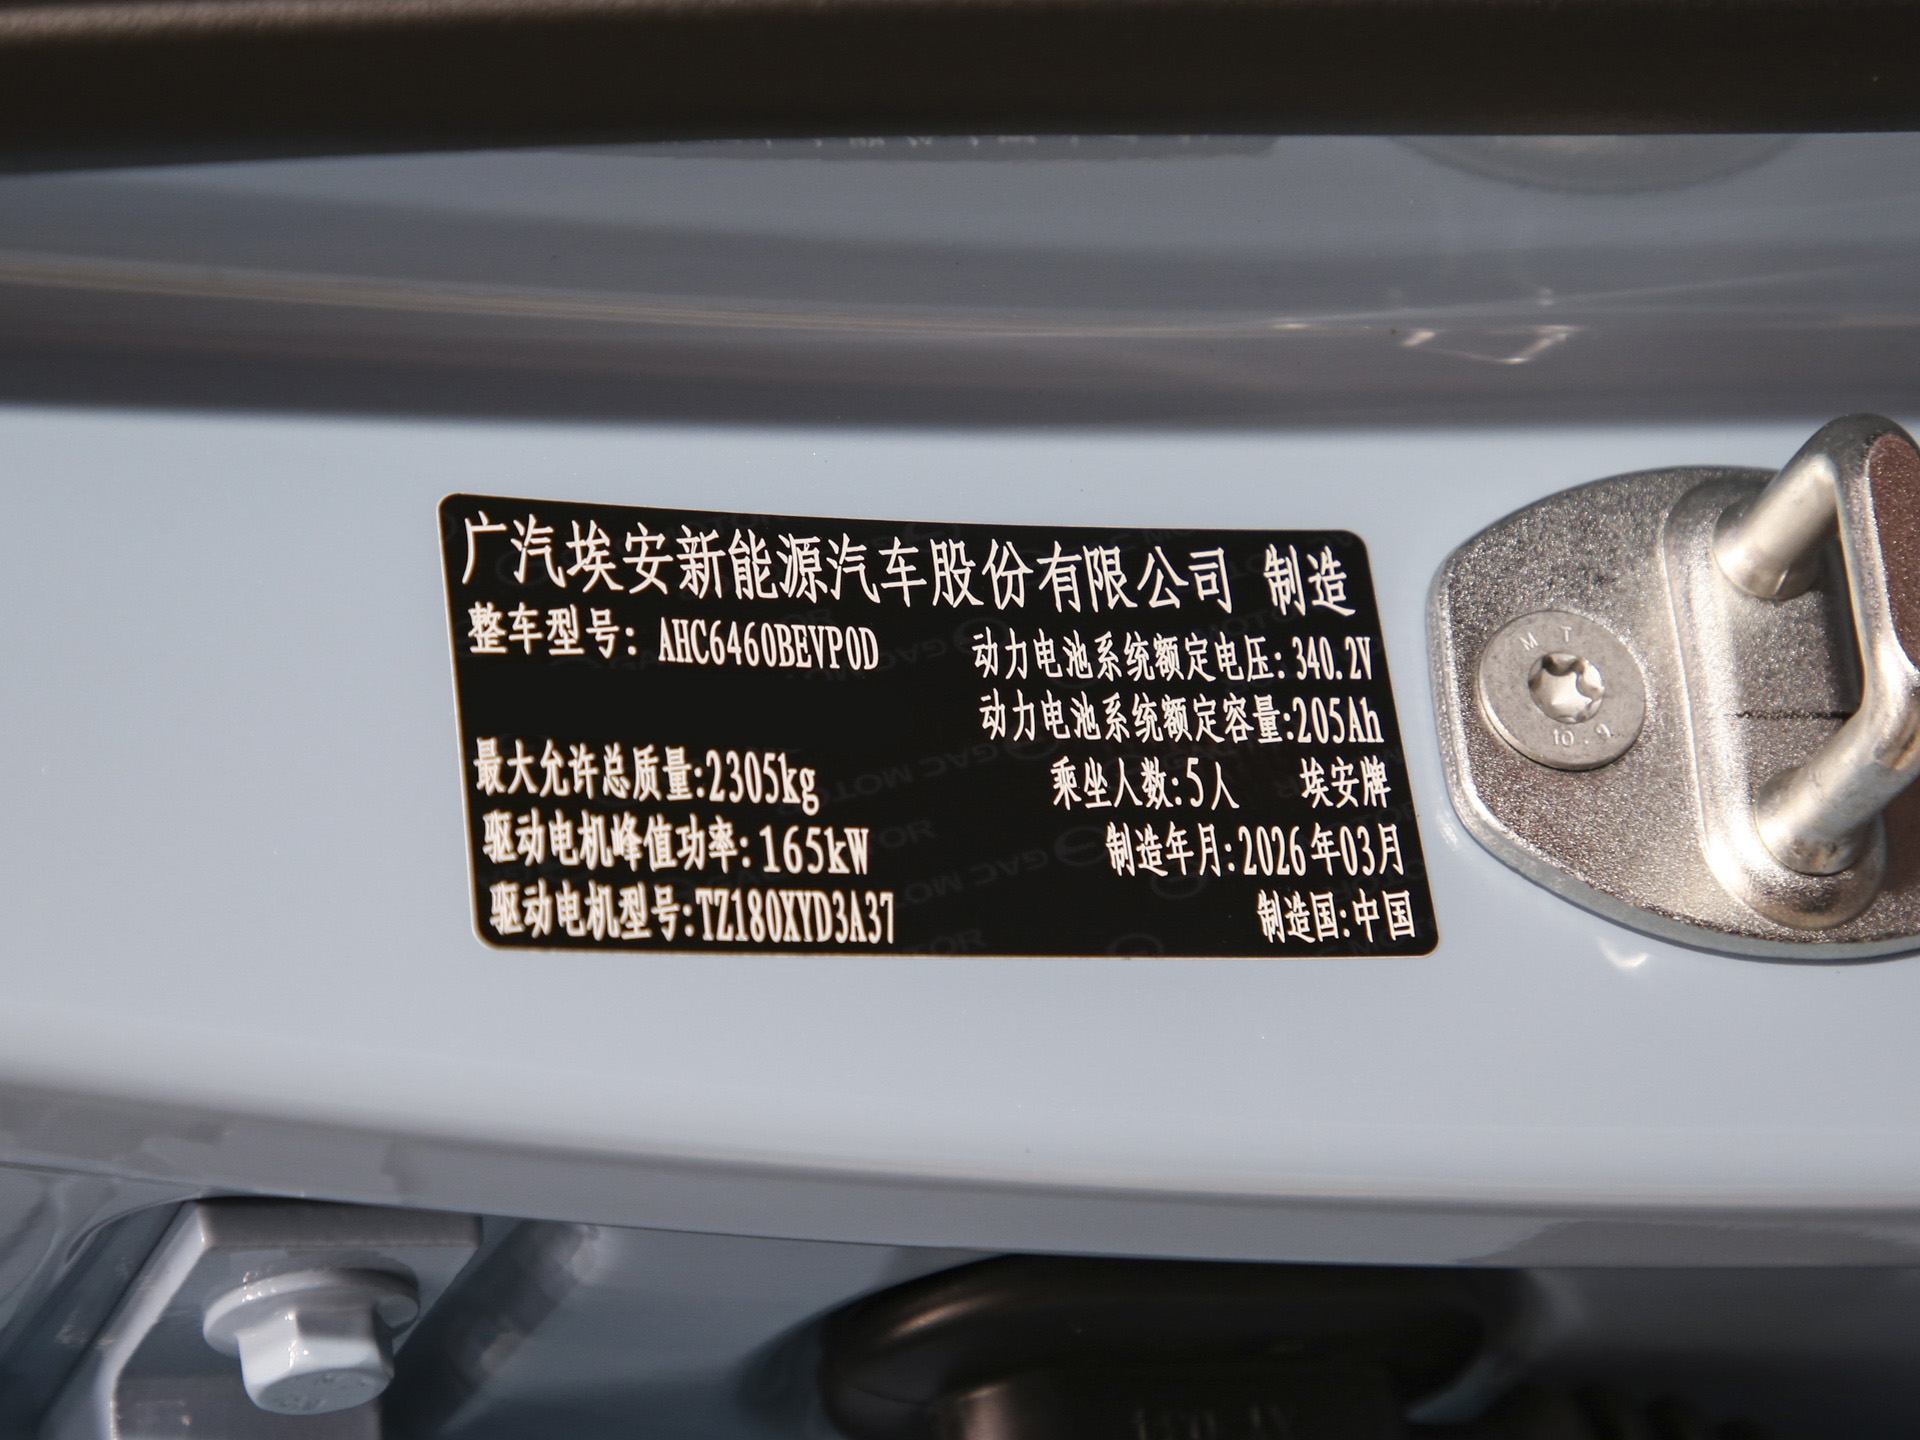 广汽埃安新能源汽车股份有限公司 制造
整车型号：AHC6460BEVP0D
动力电池系统额定电压：340.2V
动力电池系统额定容量:205Ah
最大允许总质量:2305kg
乘坐人数:5人 埃安牌
驱动电机峰值功率:165kW
制造年月:2026年03月
驱动电机型号:TZ180XYD3A37
制造国:中国
MT
10.9
GAC MOTOR